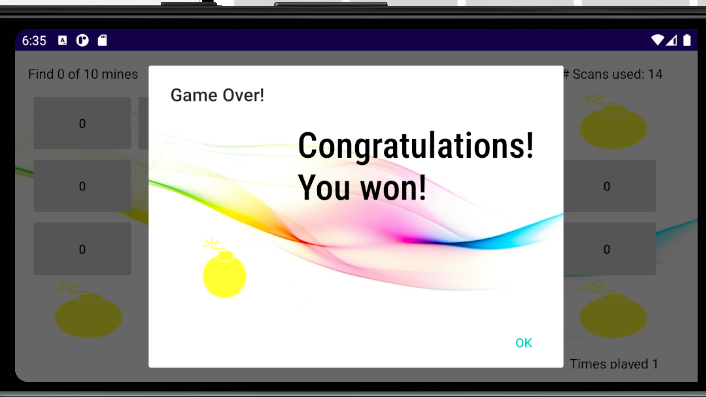 6:35
Find 0 of 10 mines
# Scans used: 14
Game Over!
Congratulations!
You won!
0
0
0
0
0
OK
Times played 1